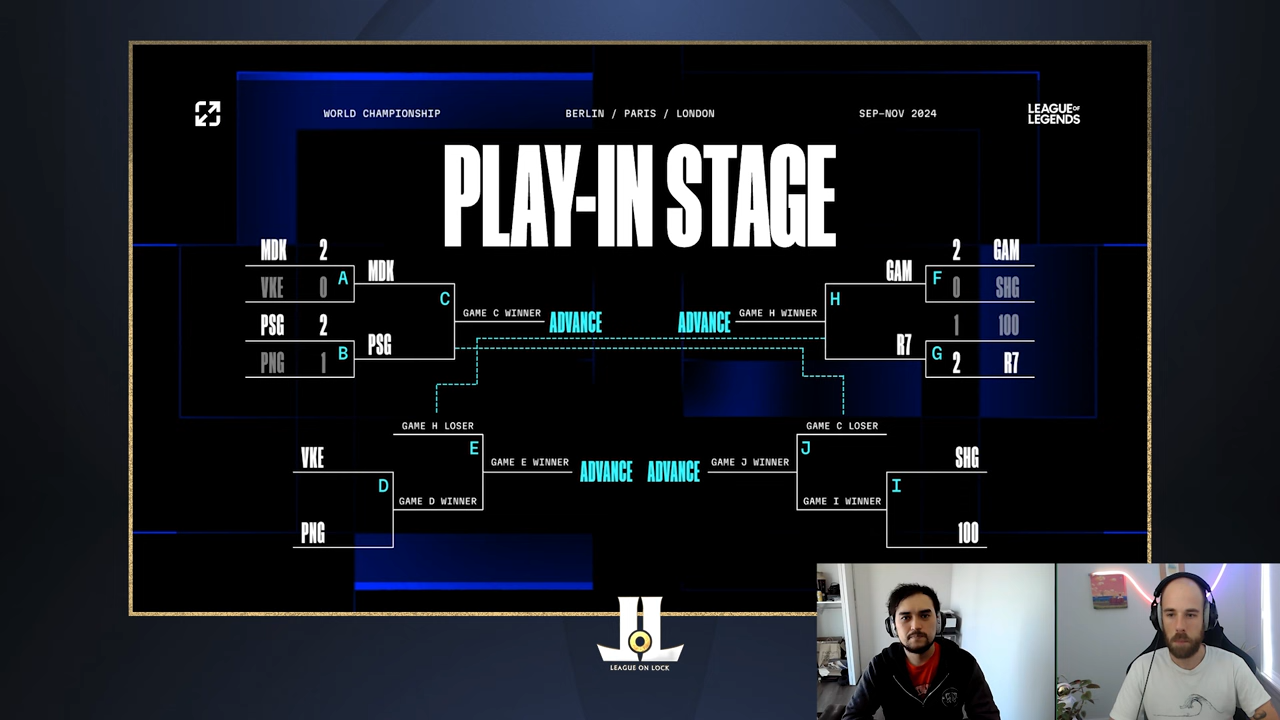 WORLD CHAMPIONSHIP BERLIN / PARIS / LONDON SEP-NOV 2024 LEAGUE OF LEGENDS
PLAY-IN STAGE
MDK 2
VKE 0
A
MDK
PSG 2
PNG 1
B
PSG
C
GAME C WINNER
ADVANCE
2 GAM
0 SHG
F
GAM
1 100
2 R7
G
R7
H
GAME H WINNER
ADVANCE
GAME H LOSER
E
GAME E WINNER
ADVANCE
VKE
D
GAME D WINNER
PNG
GAME C LOSER
J
GAME J WINNER
ADVANCE
SHG
I
GAME I WINNER
100
LEAGUE ON LOCK